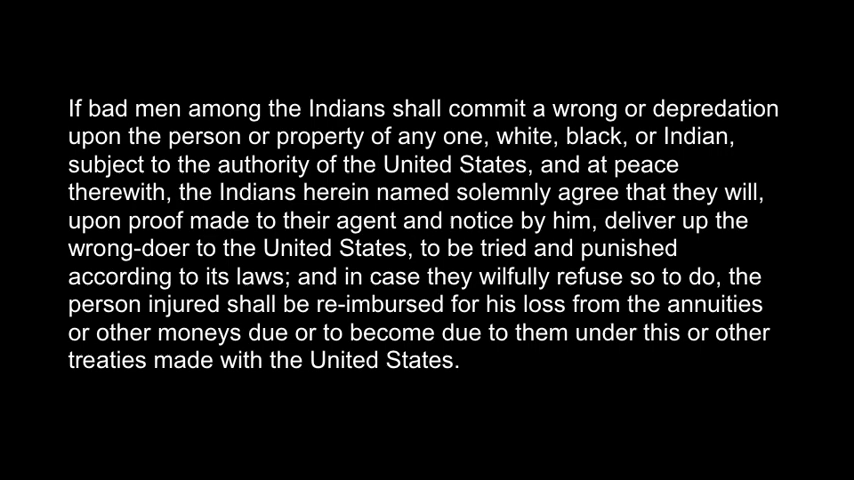 If bad men among the Indians shall commit a wrong or depredation
upon the person or property of any one, white, black, or Indian,
subject to the authority of the United States, and at peace
therewith, the Indians herein named solemnly agree that they will,
upon proof made to their agent and notice by him, deliver up the
wrong-doer to the United States, to be tried and punished
according to its laws; and in case they wilfully refuse so to do, the
person injured shall be re-imbursed for his loss from the annuities
or other moneys due or to become due to them under this or other
treaties made with the United States.